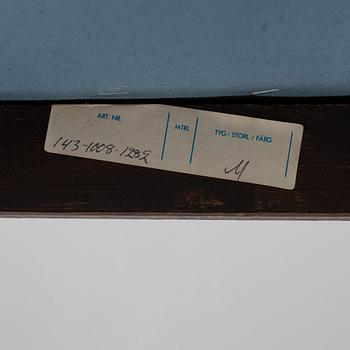 ART. NR. MTRL TYG / STORL / FÄRG
143-1008-1282 M